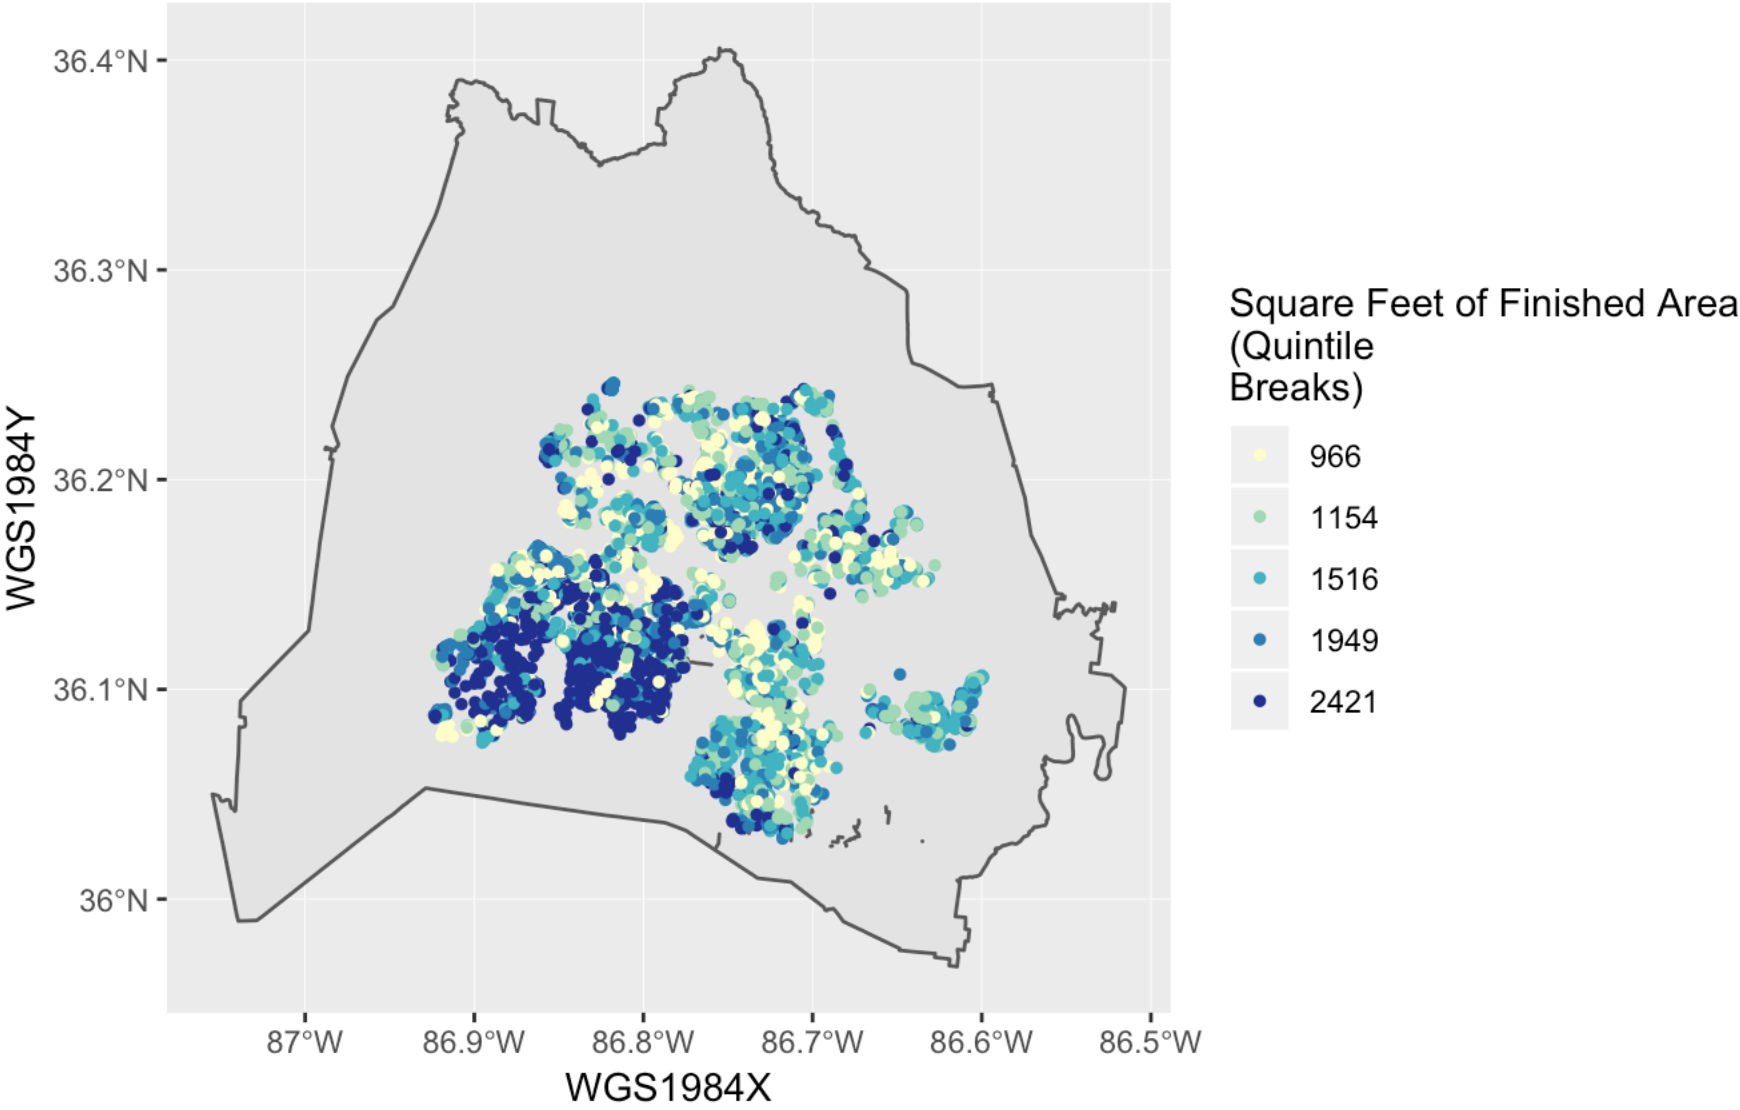 36.4°N
36.3°N
36.2°N
36.1°N
36°N
WGS1984Y
87°W 86.9°W 86.8°W 86.7°W 86.6°W 86.5°W
WGS1984X
Square Feet of Finished Area
(Quintile
Breaks)
966
1154
1516
1949
2421